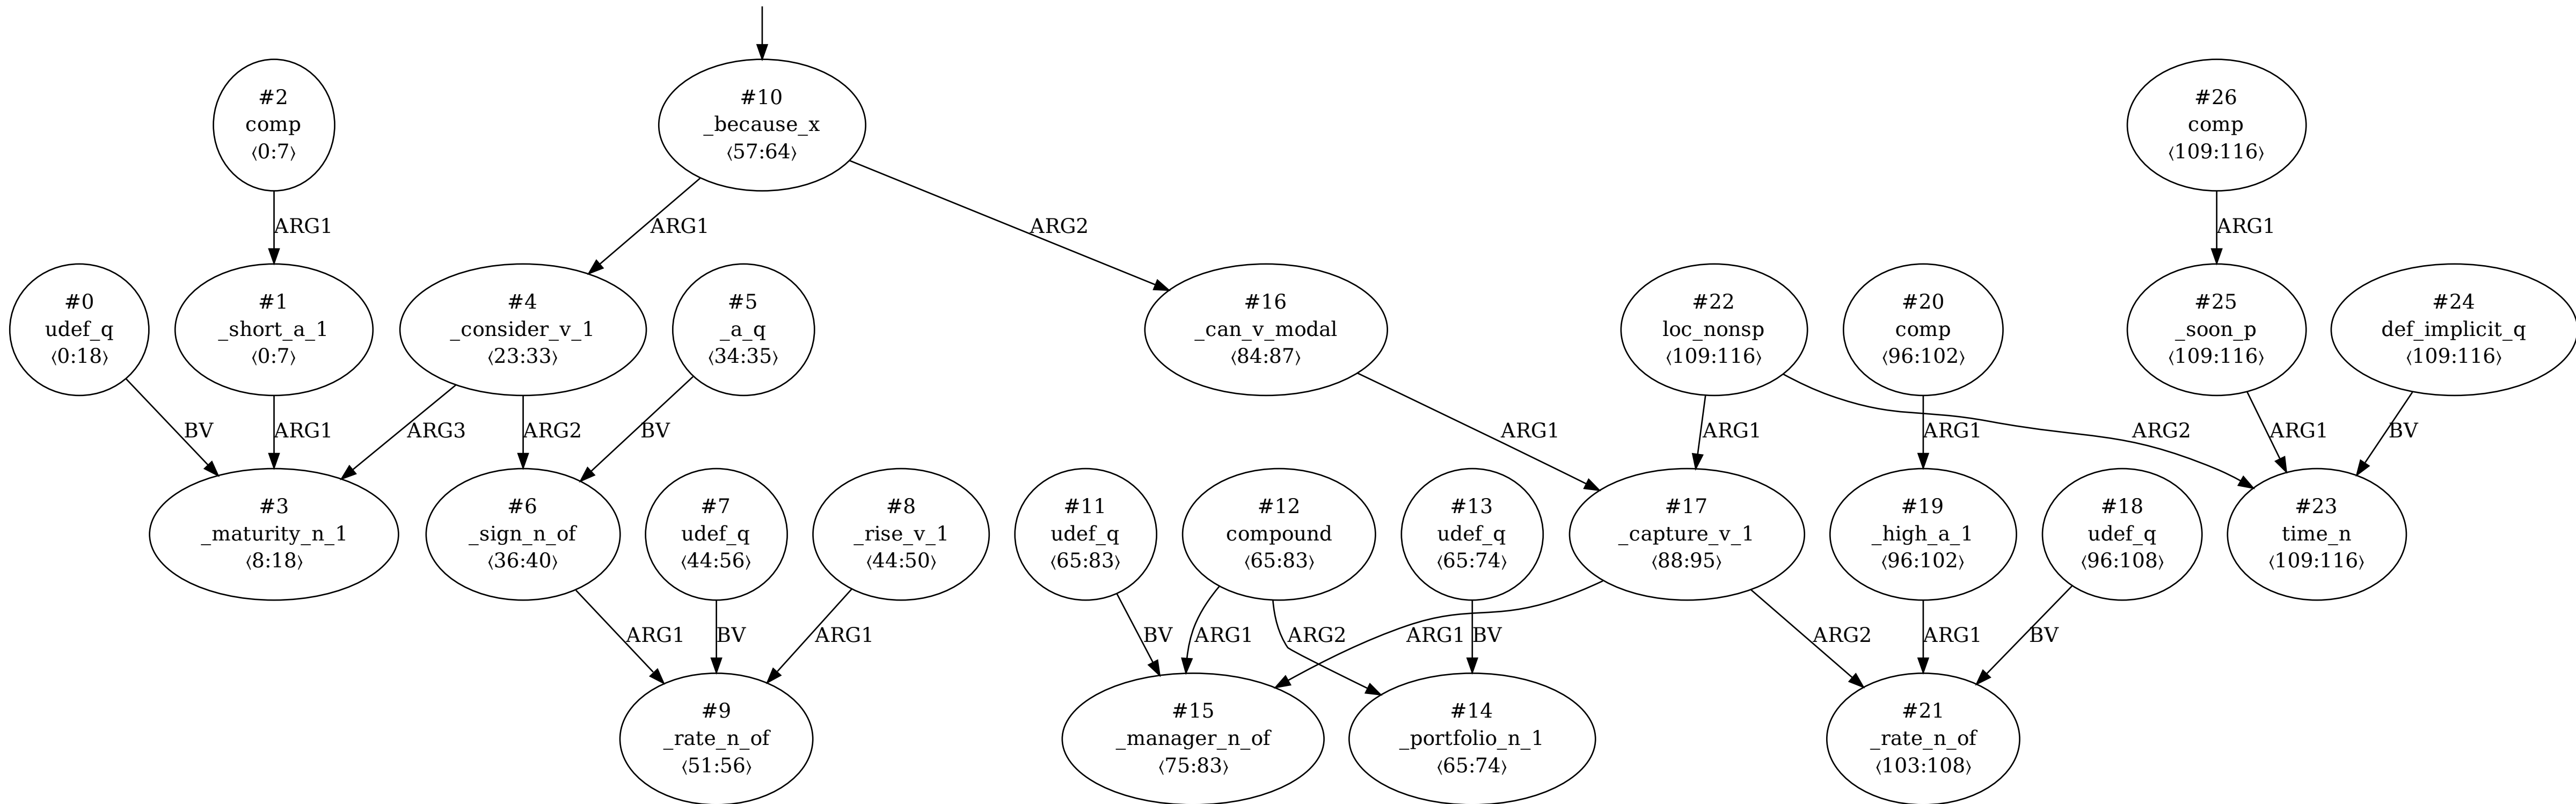 #2
comp
⟨0:7⟩
#10
_because_x
⟨57:64⟩
#26
comp
⟨109:116⟩
ARG1
ARG1
ARG2
ARG1
#0
udef_q
⟨0:18⟩
#1
_short_a_1
⟨0:7⟩
#4
_consider_v_1
⟨23:33⟩
#5
_a_q
⟨34:35⟩
#16
_can_v_modal
⟨84:87⟩
#22
loc_nonsp
⟨109:116⟩
#20
comp
⟨96:102⟩
#25
_soon_p
⟨109:116⟩
#24
def_implicit_q
⟨109:116⟩
BV
ARG1
ARG3
ARG2
BV
ARG1
ARG1
ARG1
ARG2
ARG1
BV
#3
_maturity_n_1
⟨8:18⟩
#6
_sign_n_of
⟨36:40⟩
#7
udef_q
⟨44:56⟩
#8
_rise_v_1
⟨44:50⟩
#11
udef_q
⟨65:83⟩
#12
compound
⟨65:83⟩
#13
udef_q
⟨65:74⟩
#17
_capture_v_1
⟨88:95⟩
#19
_high_a_1
⟨96:102⟩
#18
udef_q
⟨96:108⟩
#23
time_n
⟨109:116⟩
ARG1
BV
ARG1
BV
ARG1
ARG2
ARG1
BV
ARG2
ARG1
BV
#9
_rate_n_of
⟨51:56⟩
#15
_manager_n_of
⟨75:83⟩
#14
_portfolio_n_1
⟨65:74⟩
#21
_rate_n_of
⟨103:108⟩